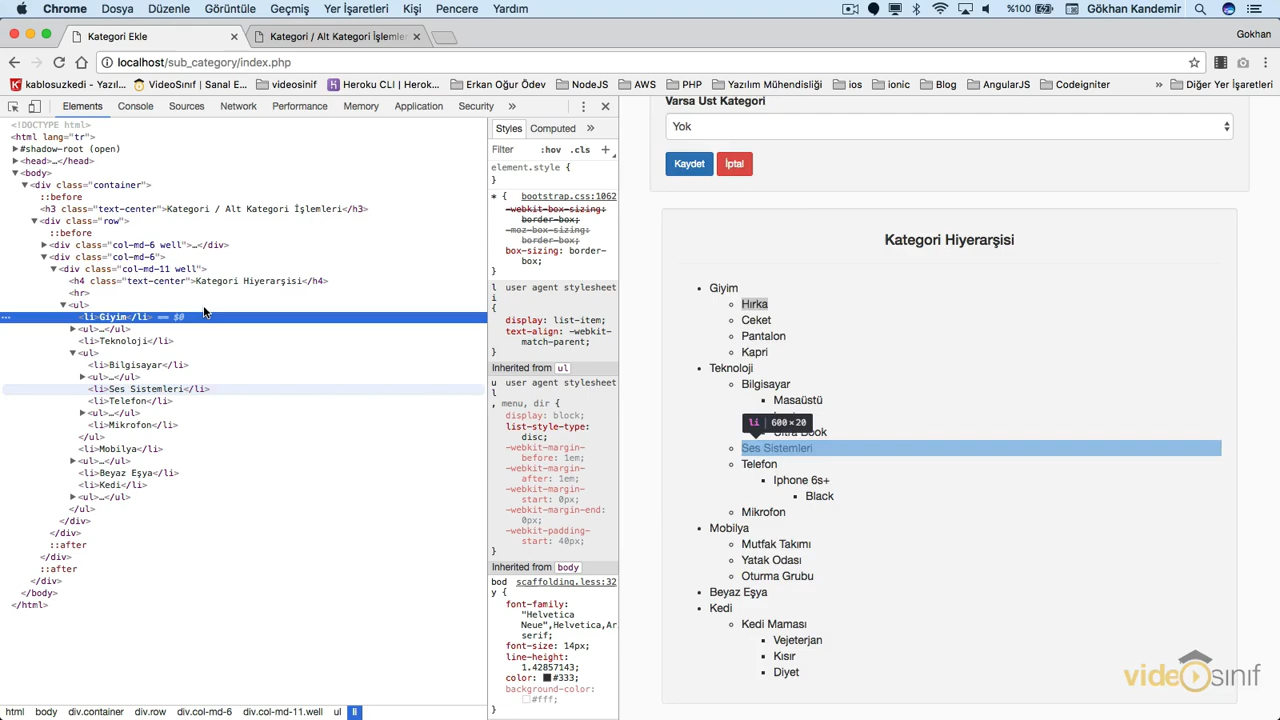 Chrome Dosya Düzenle Görüntüle Geçmiş Yer İşaretleri Kişi Pencere Yardım %100 Gökhan Kandemir
Kategori Ekle Kategori / Alt Kategori İşlemler Gokhan
localhost/sub_category/index.php
kablosuzkedi - Yazıl... VideoSınıf | Sanal E... videosinif Heroku CLI | Heroku... Erkan Oğur Ödev NodeJS AWS PHP Yazılım Mühendisliği ios ionic Blog AngularJS Codeigniter » Diğer Yer İşaretleri
Elements Console Sources Network Performance Memory Application Security »
<!DOCTYPE html>
<html lang="tr">
#shadow-root (open)
<head>…</head>
<body>
<div class="container">
::before
<h3 class="text-center">Kategori / Alt Kategori İşlemleri</h3>
<div class="row">
::before
<div class="col-md-6 well">…</div>
<div class="col-md-6">
<div class="col-md-11 well">
<h4 class="text-center">Kategori Hiyerarşisi</h4>
<hr>
<ul>
<li>Giyim</li> == $0
<ul>…</ul>
<li>Teknoloji</li>
<ul>
<li>Bilgisayar</li>
<ul>…</ul>
<li>Ses Sistemleri</li>
<li>Telefon</li>
<ul>…</ul>
<li>Mikrofon</li>
</ul>
<li>Mobilya</li>
<ul>…</ul>
<li>Beyaz Eşya</li>
<li>Kedi</li>
<ul>…</ul>
</ul>
</div>
</div>
::after
</div>
::after
</div>
</body>
</html>
html body div.container div.row div.col-md-6 div.col-md-11.well ul li
Styles Computed »
Filter :hov .cls +
element.style {
}
* { bootstrap.css:1062
-webkit-box-sizing:
border-box;
-moz-box-sizing:
border-box;
box-sizing: border-
box;
}
l user agent stylesheet
i
{
display: list-item;
text-align: -webkit-
match-parent;
}
Inherited from ul
u user agent stylesheet
l
, menu, dir {
display: block;
list-style-type:
disc;
-webkit-margin-
before: 1em;
-webkit-margin-
after: 1em;
-webkit-margin-
start: 0px;
-webkit-margin-end:
0px;
-webkit-padding-
start: 40px;
}
Inherited from body
bod scaffolding.less:32
y {
font-family:
"Helvetica
Neue",Helvetica,Ar
serif;
font-size: 14px;
line-height:
1.42857143;
color: #333;
background-color:
#fff;
}
Varsa Üst Kategori
Yok
Kaydet İptal
Kategori Hiyerarşisi
Giyim
Hırka
Ceket
Pantalon
Kapri
Teknoloji
Bilgisayar
Masaüstü
li 600×20
Ses Sistemleri
Telefon
Iphone 6s+
Black
Mikrofon
Mobilya
Mutfak Takımı
Yatak Odası
Oturma Grubu
Beyaz Eşya
Kedi
Kedi Maması
Vejeterjan
Kısır
Diyet
videosınıf